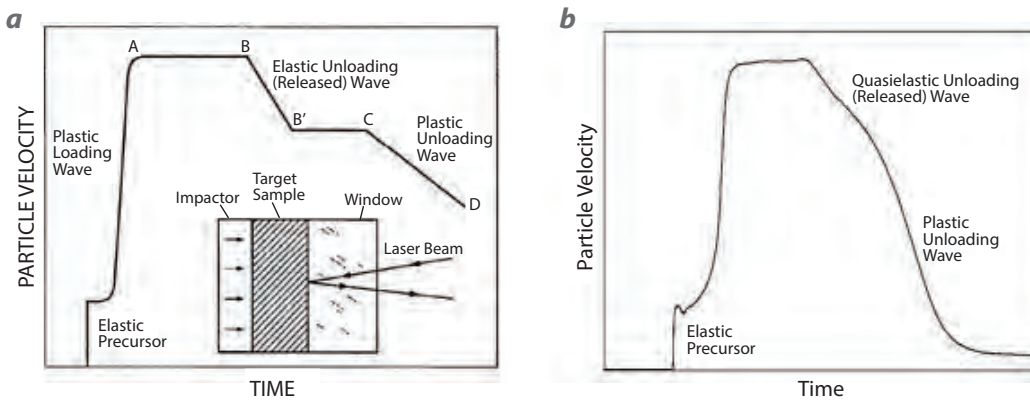 a
A
B
Elastic Unloading
(Released) Wave
B'
C
Plastic
Unloading
Wave
D
Plastic
Loading
Wave
Elastic
Precursor
Impactor
Target
Sample
Window
Laser Beam
PARTICLE VELOCITY
TIME
b
Quasielastic Unloading
(Released) Wave
Plastic
Unloading
Wave
Elastic
Precursor
Particle Velocity
Time